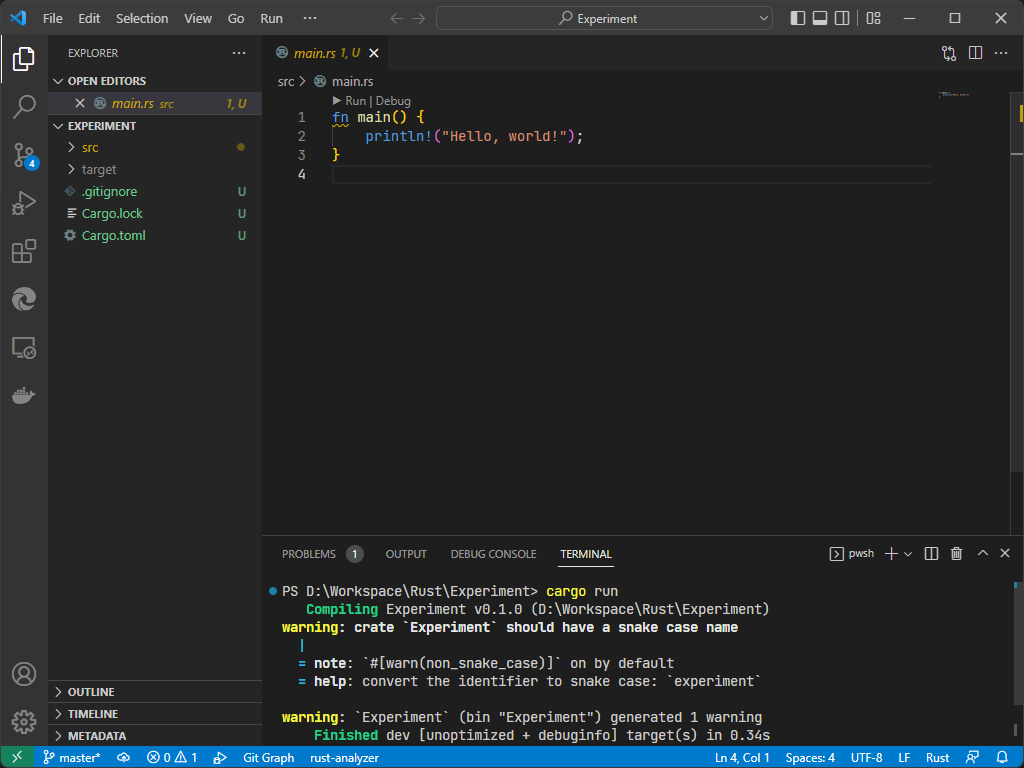 File Edit Selection View Go Run ··· Experiment
EXPLORER ···
OPEN EDITORS
main.rs src 1, U
EXPERIMENT
src
target
.gitignore U
Cargo.lock U
Cargo.toml U
OUTLINE
TIMELINE
METADATA
4
main.rs 1, U
src > main.rs
Run | Debug
1 fn main() {
2 println!("Hello, world!");
3 }
4
PROBLEMS 1 OUTPUT DEBUG CONSOLE TERMINAL pwsh
PS D:\Workspace\Rust\Experiment> cargo run
Compiling Experiment v0.1.0 (D:\Workspace\Rust\Experiment)
warning: crate `Experiment` should have a snake case name
|
= note: `#[warn(non_snake_case)]` on by default
= help: convert the identifier to snake case: `experiment`
warning: `Experiment` (bin "Experiment") generated 1 warning
Finished dev [unoptimized + debuginfo] target(s) in 0.34s
master* 0 1 Git Graph rust-analyzer Ln 4, Col 1 Spaces: 4 UTF-8 LF Rust